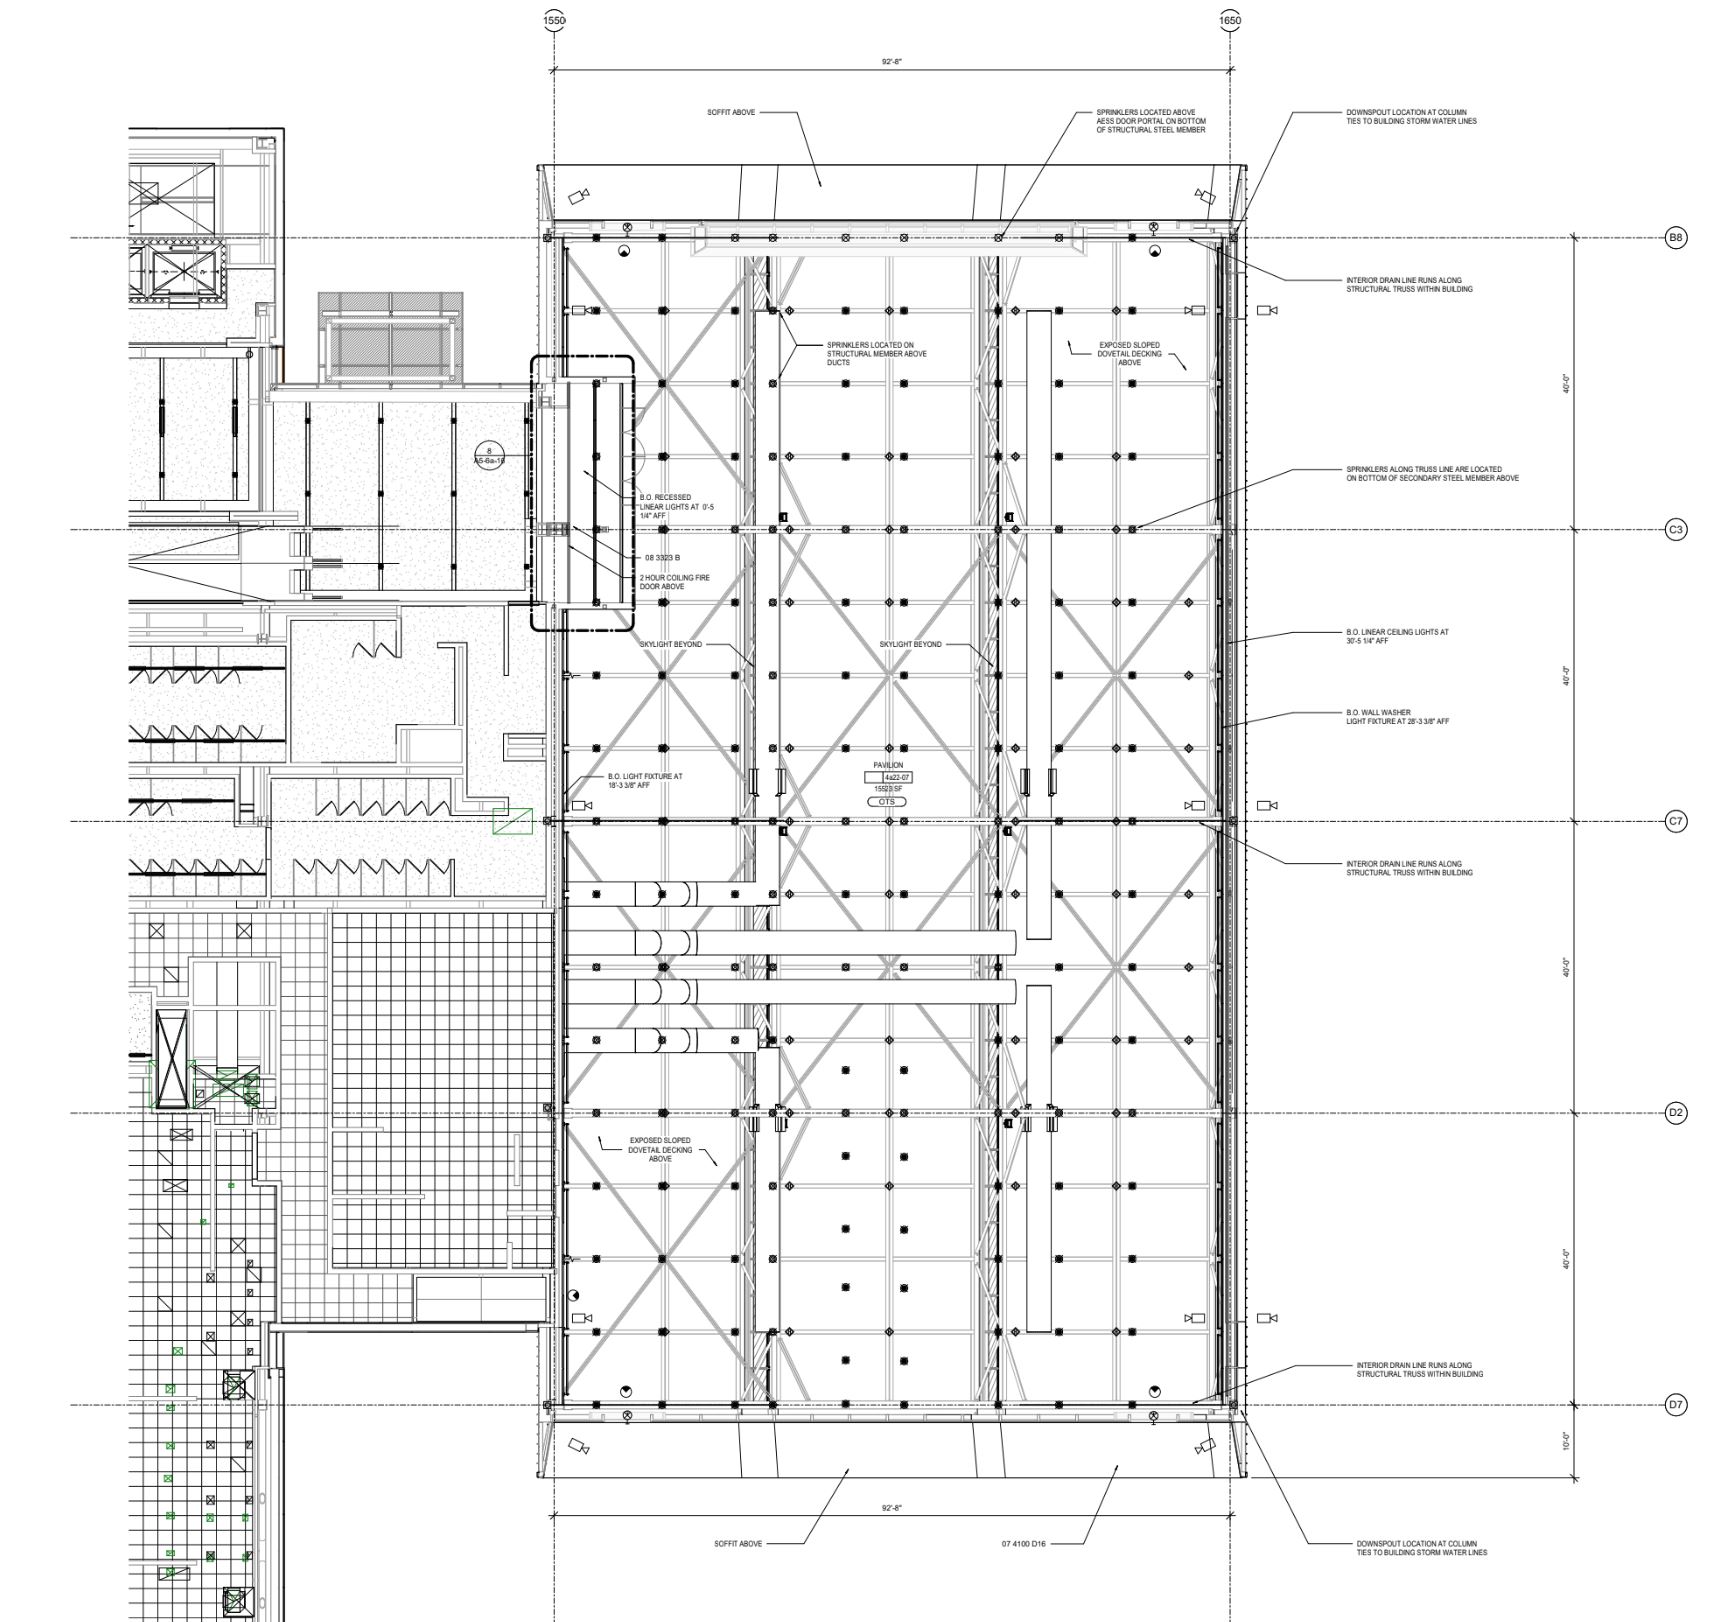 1550
1650
92'-8"
SOFFIT ABOVE
SPRINKLERS LOCATED ABOVE
AESS DOOR PORTAL ON BOTTOM
OF STRUCTURAL STEEL MEMBER
DOWNSPOUT LOCATION AT COLUMN
TIES TO BUILDING STORM WATER LINES
B8
INTERIOR DRAIN LINE RUNS ALONG
STRUCTURAL TRUSS WITHIN BUILDING
SPRINKLERS LOCATED ON
STRUCTURAL MEMBER ABOVE
DUCTS
EXPOSED SLOPED
DOVETAIL DECKING
ABOVE
40'-0"
8
A5-6a-16
SPRINKLERS ALONG TRUSS LINE ARE LOCATED
ON BOTTOM OF SECONDARY STEEL MEMBER ABOVE
B.O. RECESSED
LINEAR LIGHTS AT 0'-5
1/4" AFF
C3
08 3323 B
2 HOUR COILING FIRE
DOOR ABOVE
SKYLIGHT BEYOND
SKYLIGHT BEYOND
B.O. LINEAR CEILING LIGHTS AT
30'-5 1/4" AFF
40'-0"
B.O. WALL WASHER
LIGHT FIXTURE AT 28'-3 3/8" AFF
B.O. LIGHT FIXTURE AT
18'-3 3/8" AFF
PAVILION
4a22-07
15523 SF
OTS
C7
INTERIOR DRAIN LINE RUNS ALONG
STRUCTURAL TRUSS WITHIN BUILDING
40'-0"
D2
EXPOSED SLOPED
DOVETAIL DECKING
ABOVE
40'-0"
INTERIOR DRAIN LINE RUNS ALONG
STRUCTURAL TRUSS WITHIN BUILDING
D7
10'-0"
92'-8"
SOFFIT ABOVE
07 4100 D16
DOWNSPOUT LOCATION AT COLUMN
TIES TO BUILDING STORM WATER LINES